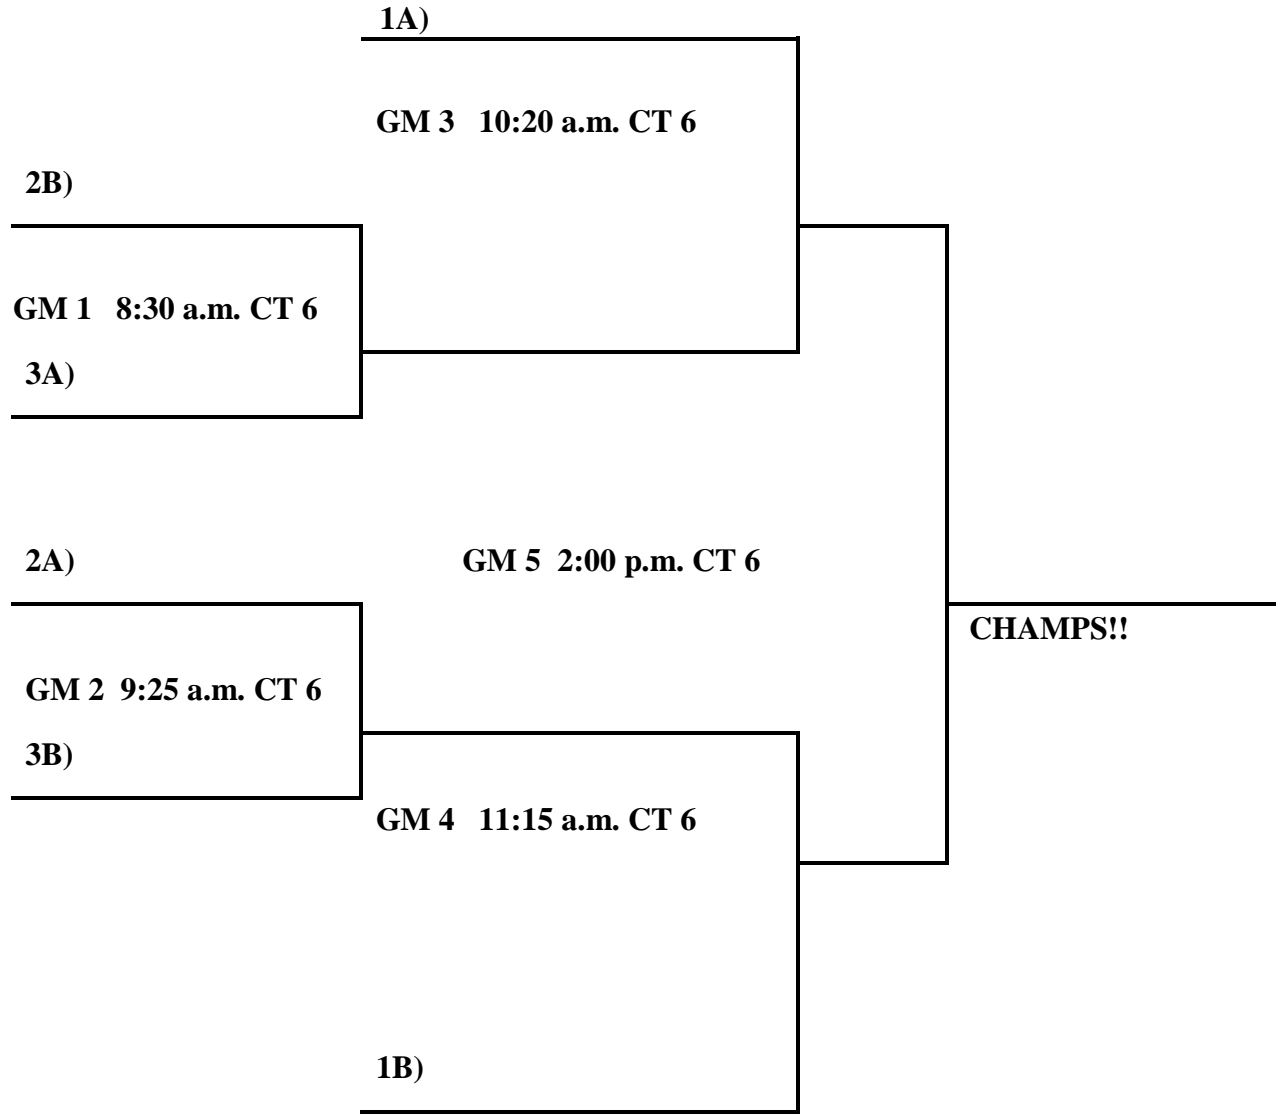 1A)
GM 3   10:20 a.m. CT 6
2B)
GM 1   8:30 a.m. CT 6
3A)
2A)
GM 5  2:00 p.m. CT 6
CHAMPS!!
GM 2  9:25 a.m. CT 6
3B)
GM 4   11:15 a.m. CT 6
1B)